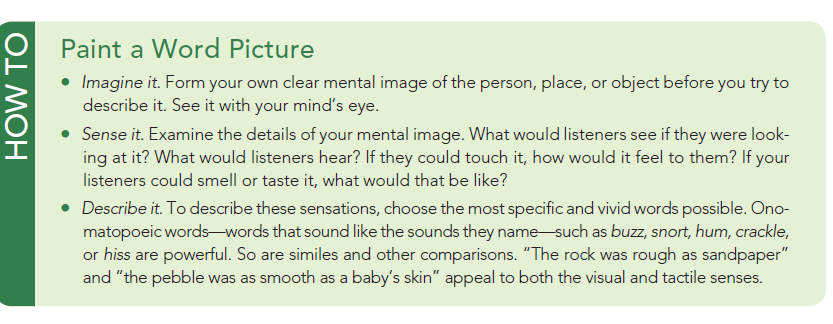 HOW TO
Paint a Word Picture
• Imagine it. Form your own clear mental image of the person, place, or object before you try to
describe it. See it with your mind's eye.
• Sense it. Examine the details of your mental image. What would listeners see if they were look-
ing at it? What would listeners hear? If they could touch it, how would it feel to them? If your
listeners could smell or taste it, what would that be like?
• Describe it. To describe these sensations, choose the most specific and vivid words possible. Ono-
matopoeic words—words that sound like the sounds they name—such as buzz, snort, hum, crackle,
or hiss are powerful. So are similes and other comparisons. “The rock was rough as sandpaper”
and “the pebble was as smooth as a baby's skin” appeal to both the visual and tactile senses.